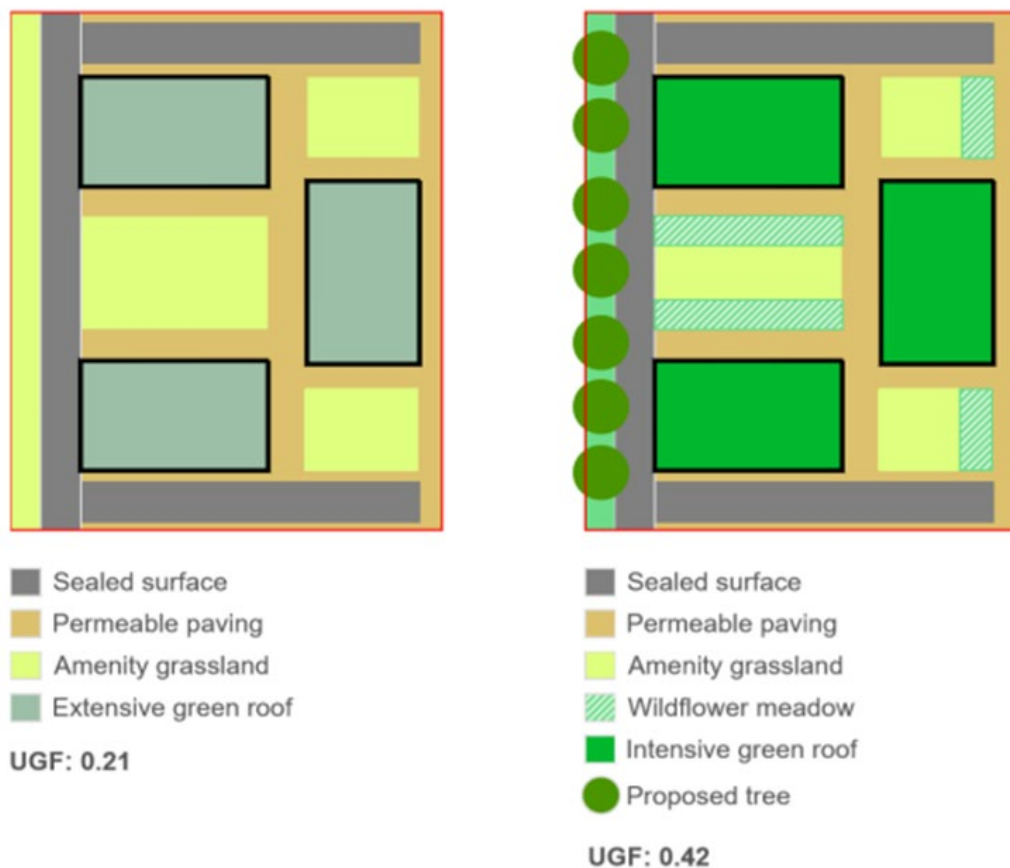 Sealed surface
Permeable paving
Amenity grassland
Extensive green roof
UGF: 0.21
Sealed surface
Permeable paving
Amenity grassland
Wildflower meadow
Intensive green roof
Proposed tree
UGF: 0.42